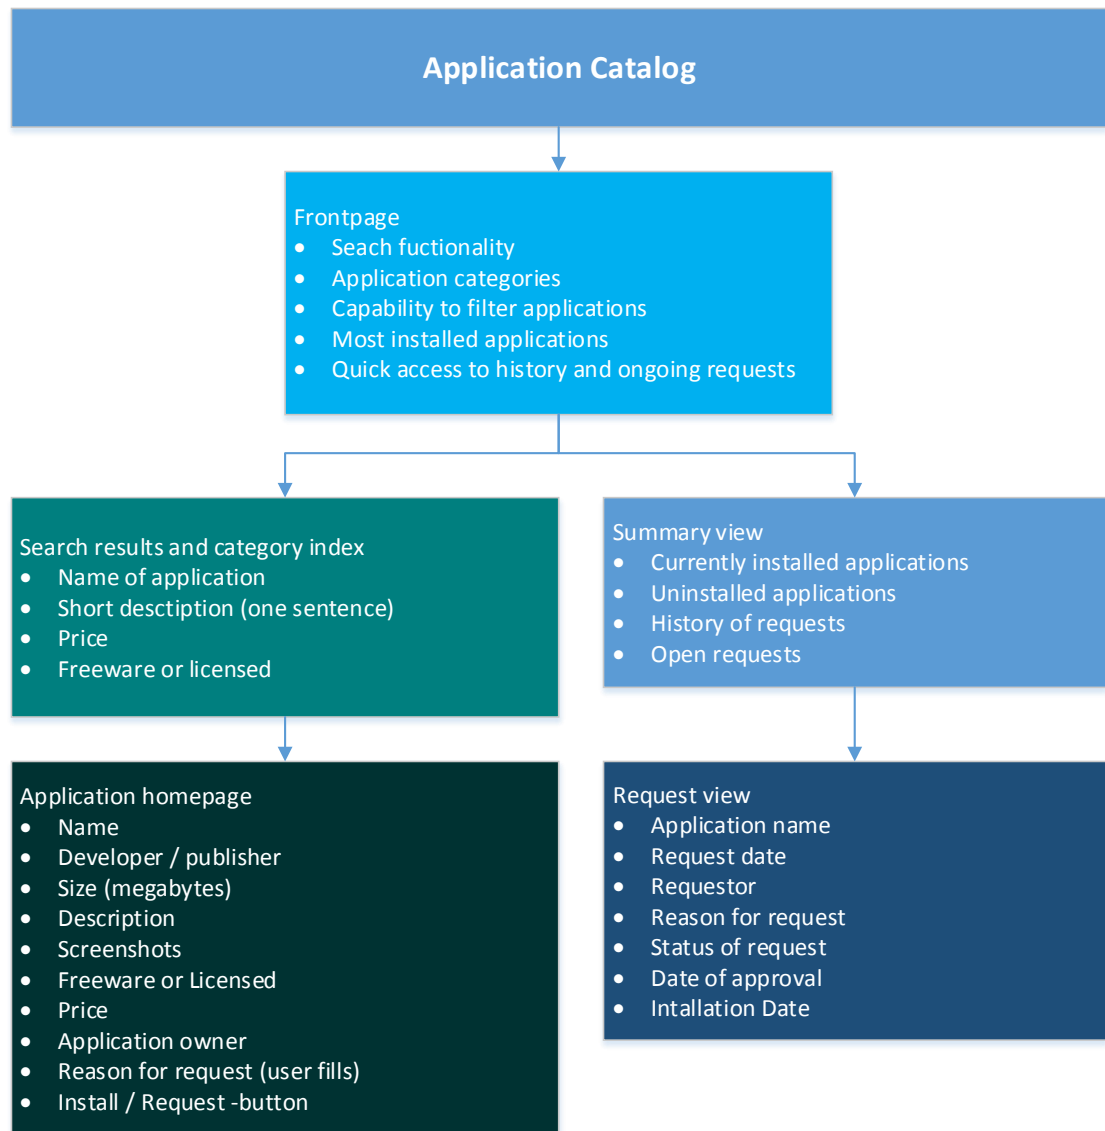 Application Catalog
Frontpage
• Seach fuctionality
• Application categories
• Capability to filter applications
• Most installed applications
• Quick access to history and ongoing requests
Search results and category index
• Name of application
• Short desctiption (one sentence)
• Price
• Freeware or licensed
Summary view
• Currently installed applications
• Uninstalled applications
• History of requests
• Open requests
Application homepage
• Name
• Developer / publisher
• Size (megabytes)
• Description
• Screenshots
• Freeware or Licensed
• Price
• Application owner
• Reason for request (user fills)
• Install / Request -button
Request view
• Application name
• Request date
• Requestor
• Reason for request
• Status of request
• Date of approval
• Intallation Date